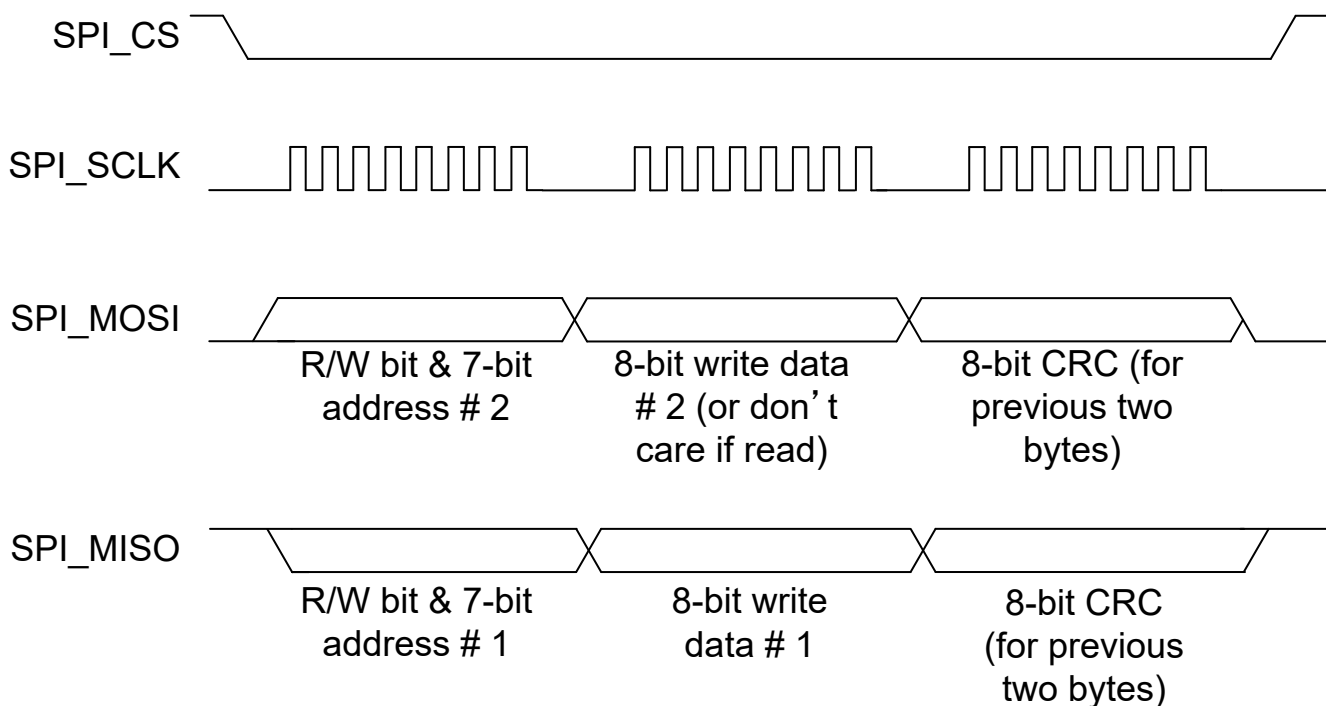 SPI_CS
SPI_SCLK
SPI_MOSI
R/W bit & 7-bit
address # 2
8-bit write data
# 2 (or don’t
care if read)
8-bit CRC (for
previous two
bytes)
SPI_MISO
R/W bit & 7-bit
address # 1
8-bit write
data # 1
8-bit CRC
(for previous
two bytes)